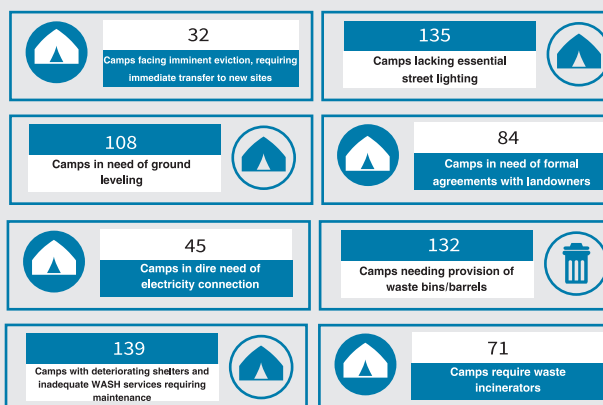 32
Camps facing imminent eviction, requiring
immediate transfer to new sites
135
Camps lacking essential
street lighting
108
Camps in need of ground
leveling
84
Camps in need of formal
agreements with landowners
45
Camps in dire need of
electricity connection
132
Camps needing provision of
waste bins/barrels
139
Camps with deteriorating shelters and
inadequate WASH services requiring
maintenance
71
Camps require waste
incinerators